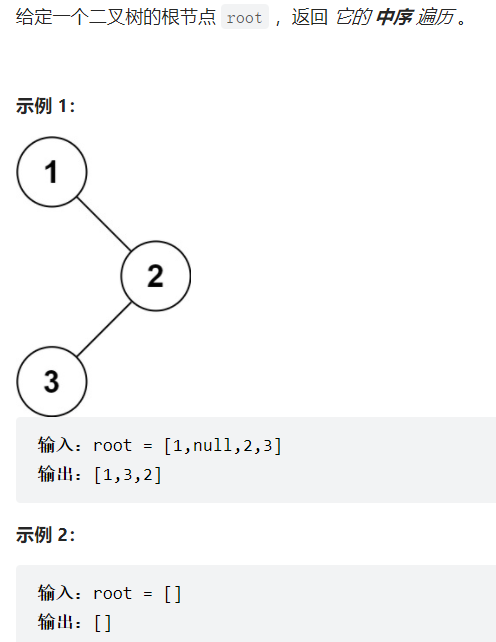 给定一个二叉树的根节点 root ，返回 它的 中序 遍历 。
示例 1：
1
2
3
输入：root = [1,null,2,3]
输出：[1,3,2]
示例 2：
输入：root = []
输出：[]